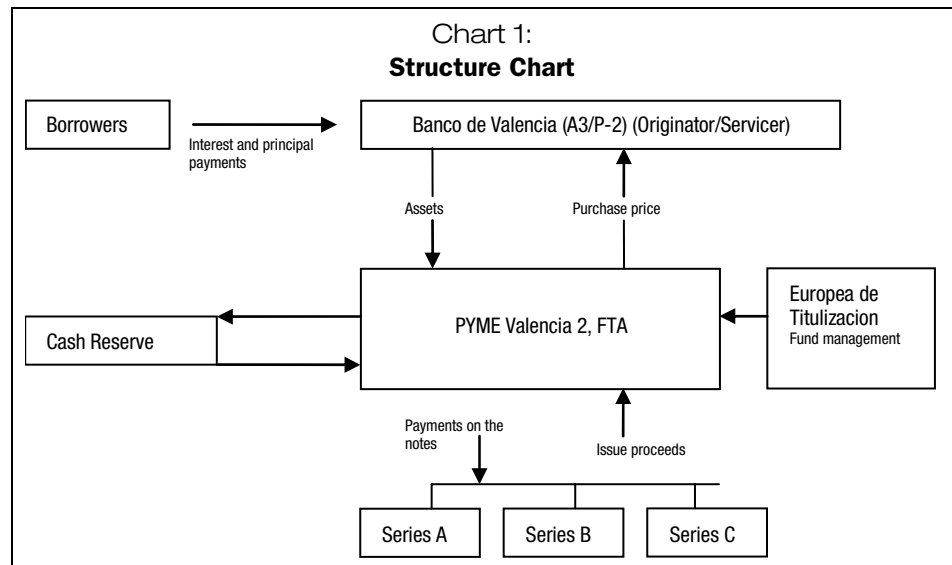 Chart 1:
Structure Chart
Borrowers
Interest and principal
payments
Banco de Valencia (A3/P-2) (Originator/Servicer)
Assets
Purchase price
Cash Reserve
PYME Valencia 2, FTA
Europea de
Titulizacion
Fund management
Payments on the
notes
Issue proceeds
Series A
Series B
Series C